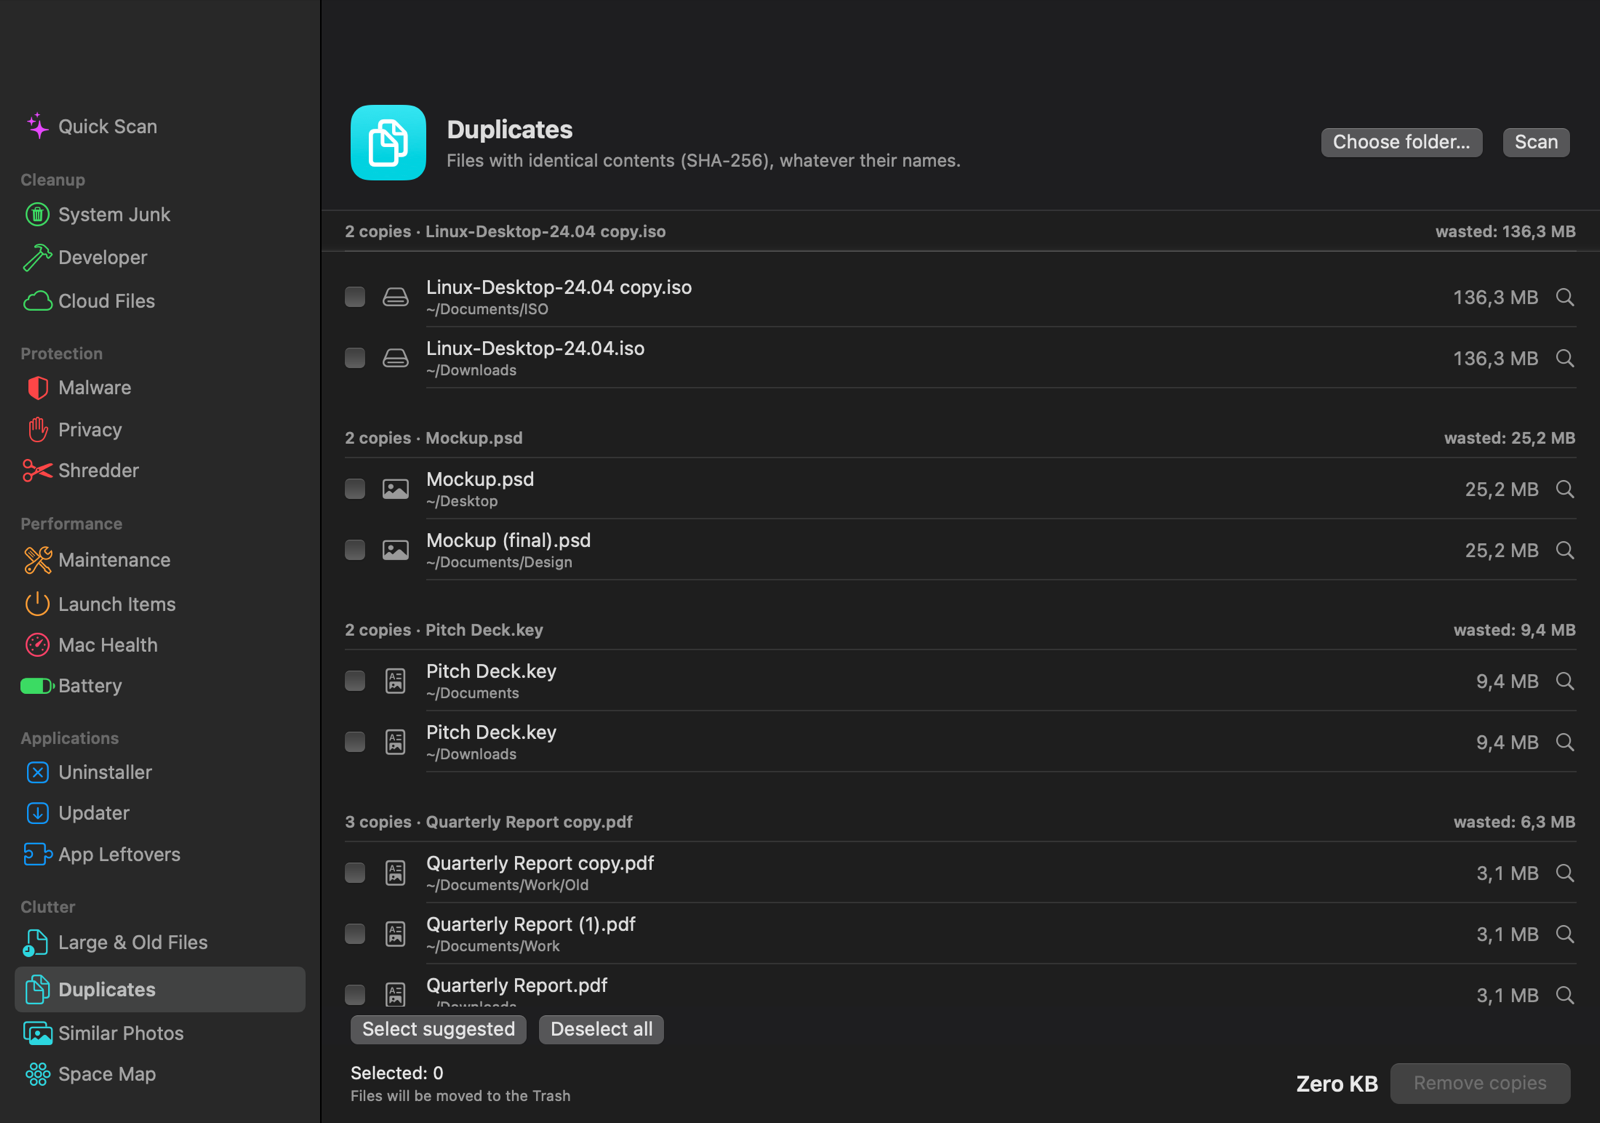 Quick Scan
Cleanup
System Junk
Developer
Cloud Files
Protection
Malware
Privacy
Shredder
Performance
Maintenance
Launch Items
Mac Health
Battery
Applications
Uninstaller
Updater
App Leftovers
Clutter
Large & Old Files
Duplicates
Similar Photos
Space Map
Duplicates
Files with identical contents (SHA-256), whatever their names.
Choose folder... Scan
2 copies · Linux-Desktop-24.04 copy.iso wasted: 136,3 MB
Linux-Desktop-24.04 copy.iso 136,3 MB
~/Documents/ISO
Linux-Desktop-24.04.iso 136,3 MB
~/Downloads
2 copies · Mockup.psd wasted: 25,2 MB
Mockup.psd 25,2 MB
~/Desktop
Mockup (final).psd 25,2 MB
~/Documents/Design
2 copies · Pitch Deck.key wasted: 9,4 MB
Pitch Deck.key 9,4 MB
~/Documents
Pitch Deck.key 9,4 MB
~/Downloads
3 copies · Quarterly Report copy.pdf wasted: 6,3 MB
Quarterly Report copy.pdf 3,1 MB
~/Documents/Work/Old
Quarterly Report (1).pdf 3,1 MB
~/Documents/Work
Quarterly Report.pdf 3,1 MB
~/Downloads
Select suggested Deselect all
Selected: 0
Files will be moved to the Trash
Zero KB Remove copies